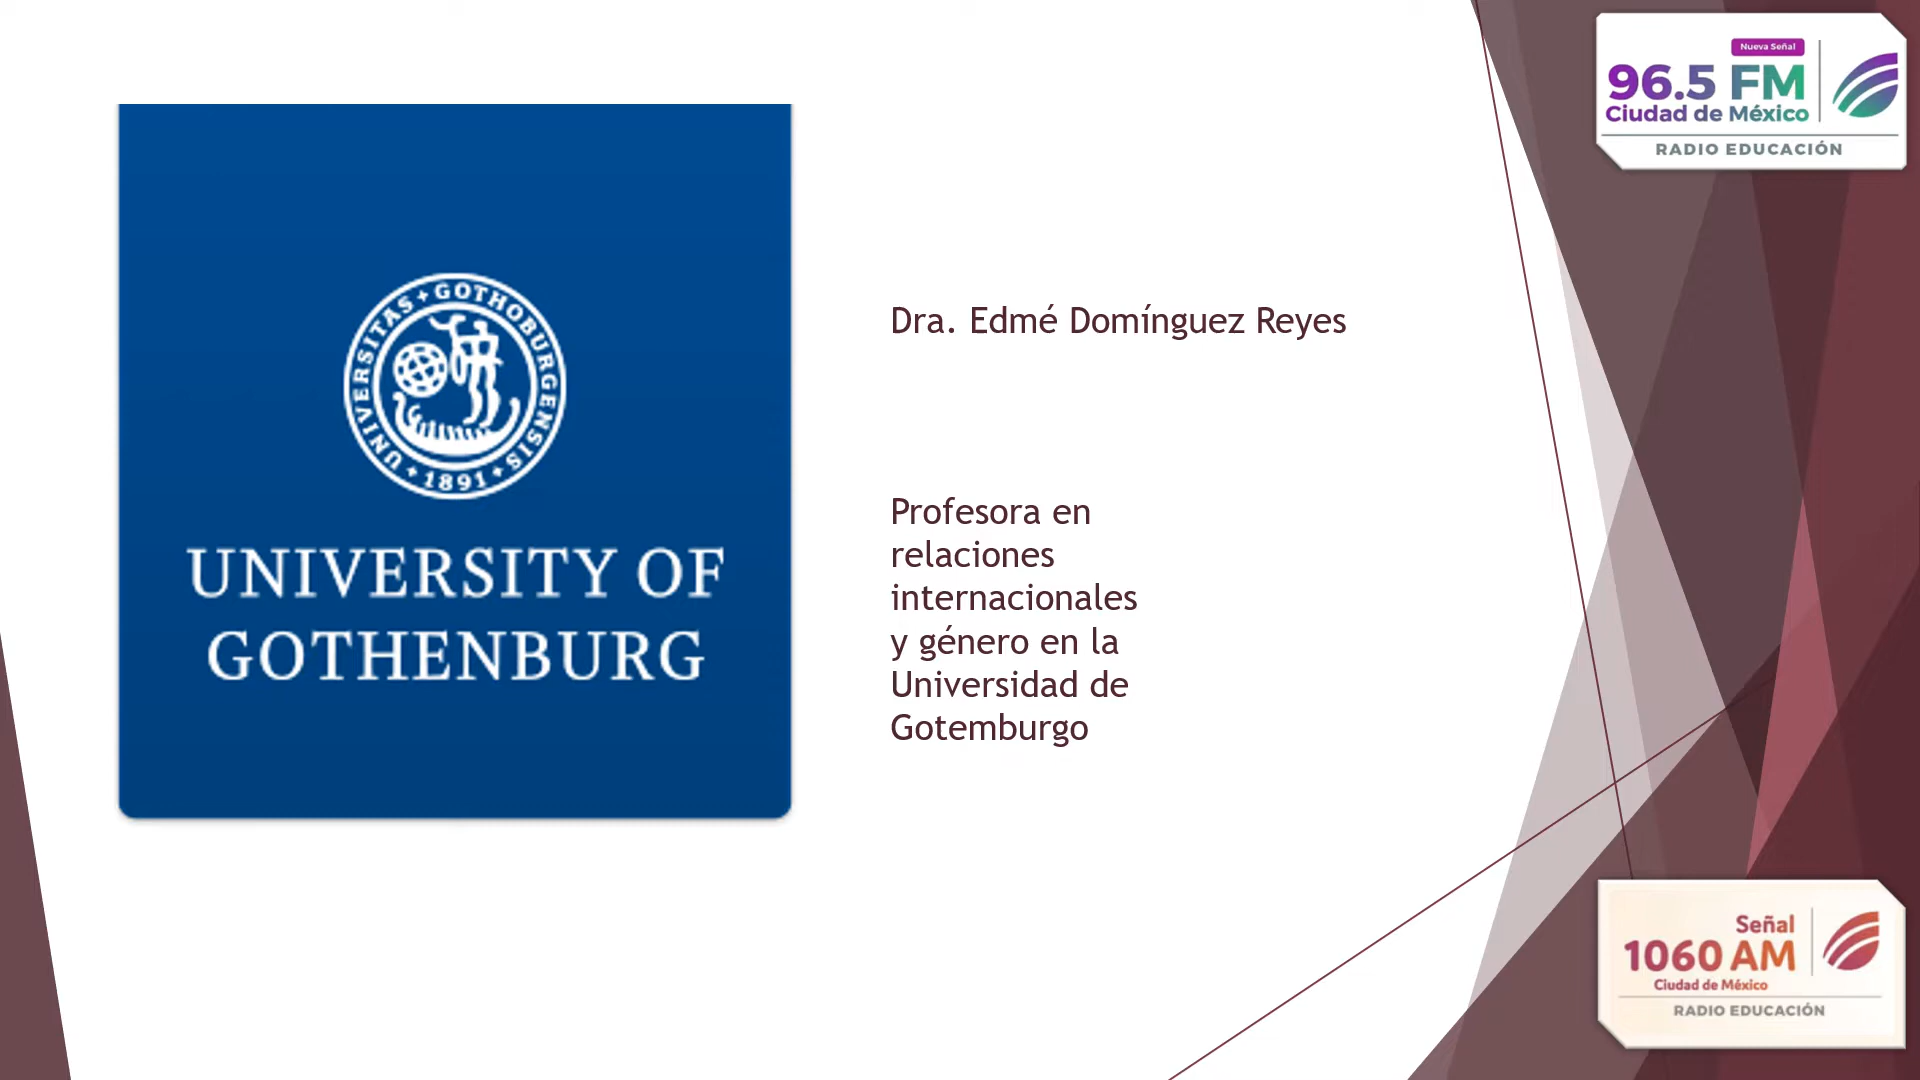 UNIVERSITAS + GOTHOBURGENSIS + 1891 +
UNIVERSITY OF
GOTHENBURG
Dra. Edmé Domínguez Reyes
Profesora en
relaciones
internacionales
y género en la
Universidad de
Gotemburgo
Nueva Señal
96.5 FM
Ciudad de México
RADIO EDUCACIÓN
Señal
1060 AM
Ciudad de México
RADIO EDUCACIÓN